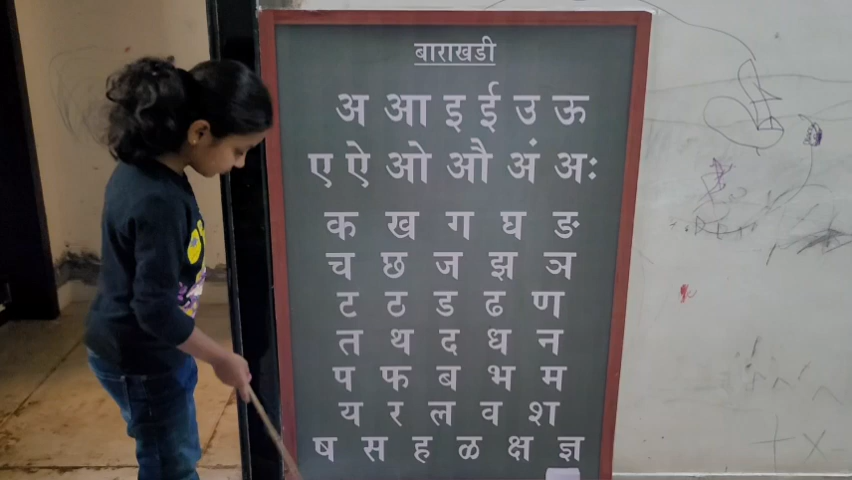 बाराखडी
अ आ इ ई उ ऊ
ए ऐ ओ औ अं अः
क ख ग घ ङ
च छ ज झ ञ
ट ठ ड ढ ण
त थ द ध न
प फ ब भ म
य र ल व श
ष स ह ळ क्ष ज्ञ